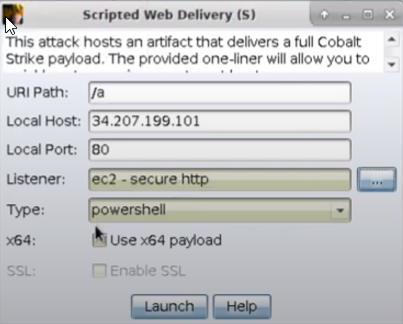 Scripted Web Delivery (S)
This attack hosts an artifact that delivers a full Cobalt
Strike payload. The provided one-liner will allow you to
URI Path: /a
Local Host: 34.207.199.101
Local Port: 80
Listener: ec2 - secure http ...
Type: powershell
x64: Use x64 payload
SSL: Enable SSL
Launch Help